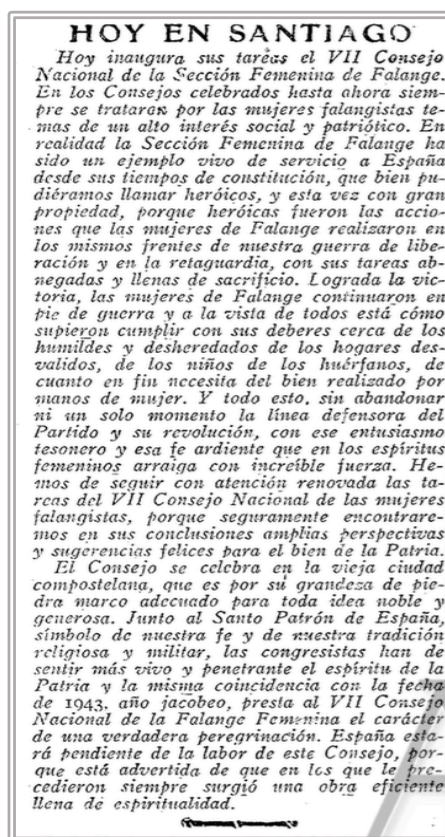 HOY EN SANTIAGO
Hoy inaugura sus tareas el VII Consejo
Nacional de la Sección Femenina de Falange.
En los Consejos celebrados hasta ahora siem-
pre se trataron por las mujeres falangistas te-
mas de un alto interés social y patriótico. En
realidad la Sección Femenina de Falange ha
sido un ejemplo vivo de servicio a España
desde sus tiempos de constitución, que bien pu-
diéramos llamar heróicos, y esta vez con gran
propiedad, porque heróicas fueron las accio-
nes que las mujeres de Falange realizaron en
los mismos frentes de nuestra guerra de libe-
ración y en la retaguardia, con sus tareas ab-
negadas y llenas de sacrificio. Lograda la vic-
toria, las mujeres de Falange continuaron en
pie de guerra y a la vista de todos está cómo
supieron cumplir con sus deberes cerca de los
humildes y desheredados de los hogares des-
validos, de los niños de los huérfanos, de
cuanto en fin necesita del bien realizado por
manos de mujer. Y todo esto, sin abandonar
ni un solo momento la línea defensora del
Partido y su revolución, con ese entusiasmo
tesonero y esa fe ardiente que en los espíritus
femeninos arraiga con increíble fuerza. He-
mos de seguir con atención renovada las ta-
reas del VII Consejo Nacional de las mujeres
falangistas, porque seguramente encontrare-
mos en sus conclusiones amplias perspectivas
y sugerencias felices para el bien de la Patria.
El Consejo se celebra en la vieja ciudad
compostelana, que es por su grandeza de pie-
dra marco adecuado para toda idea noble y
generosa. Junto al Santo Patrón de España,
símbolo de nuestra fe y de nuestra tradición
religiosa y militar, las congresistas han de
sentir más vivo y penetrante el espíritu de la
Patria y la misma coincidencia con la fecha
de 1943, año jacobeo, presta al VII Consejo
Nacional de la Falange Femenina el carácter
de una verdadera peregrinación. España esta-
rá pendiente de la labor de este Consejo, por-
que está advertida de que en los que le pre-
cedieron siempre surgió una obra eficiente
llena de espiritualidad.